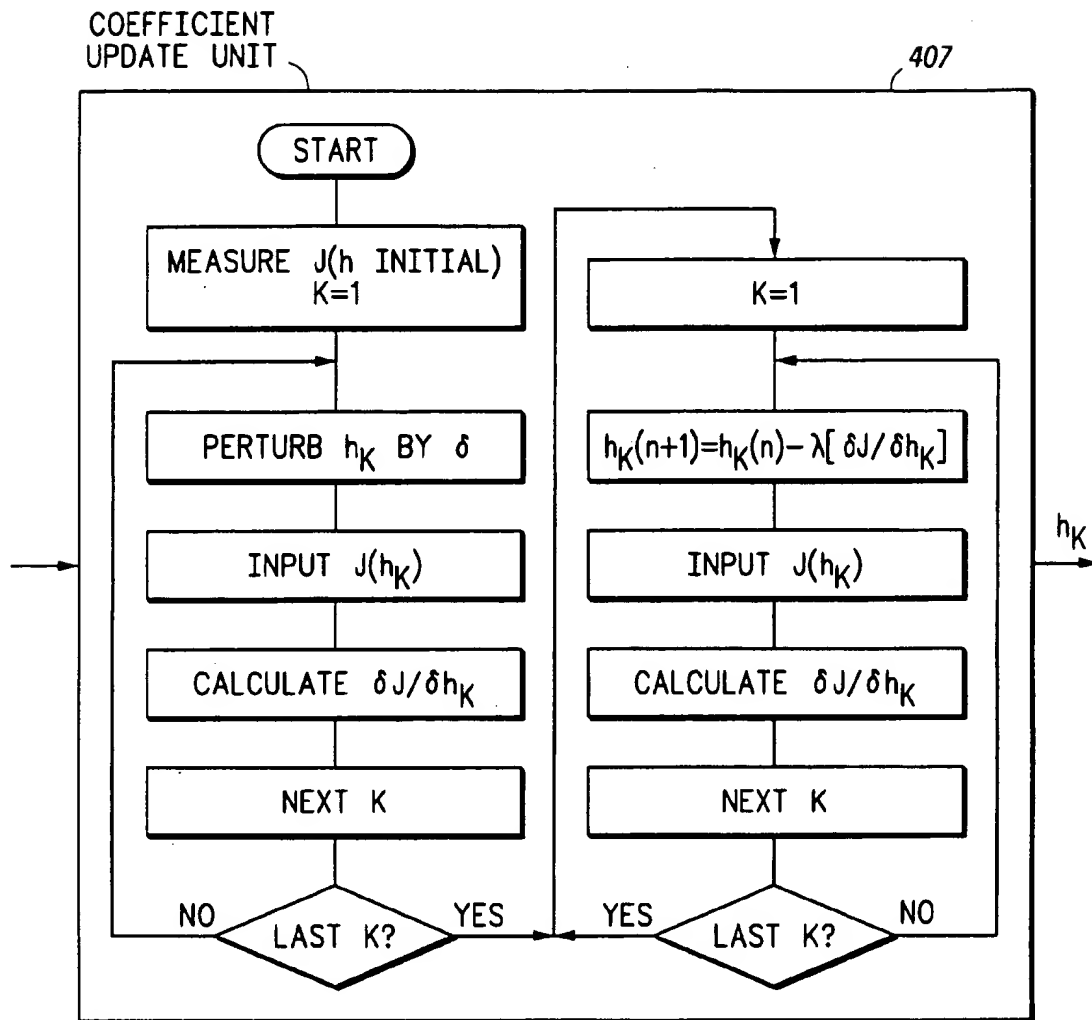 COEFFICIENT
UPDATE UNIT
407
START
MEASURE J(h INITIAL)
K=1
PERTURB hK BY δ
INPUT J(hK)
CALCULATE δJ/δhK
NEXT K
LAST K?
NO
YES
K=1
hK(n+1)=hK(n)-λ[δJ/δhK]
INPUT J(hK)
CALCULATE δJ/δhK
NEXT K
LAST K?
YES
NO
hK